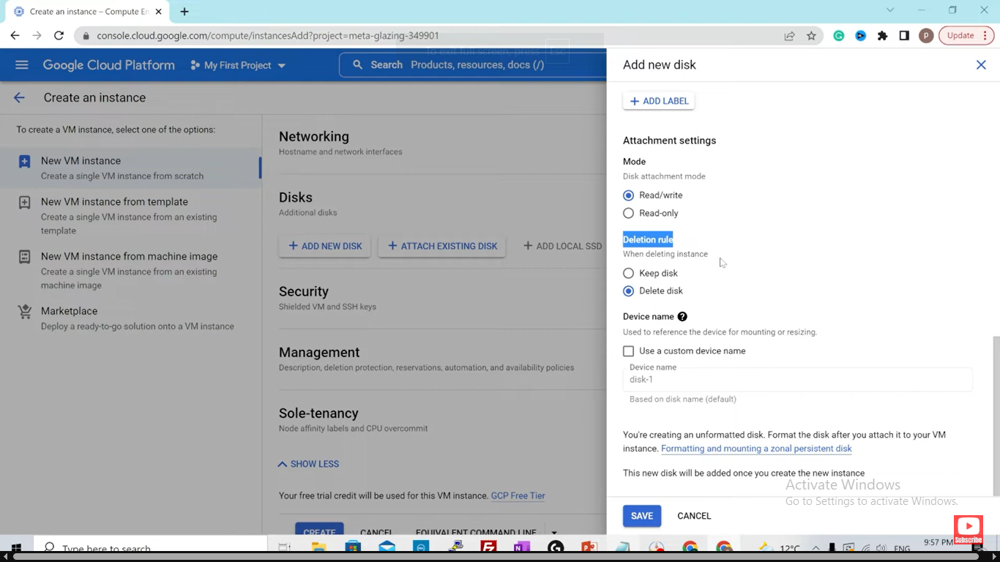 Create an instance – Compute En
console.cloud.google.com/compute/instancesAdd?project=meta-glazing-349901
P
Update
Google Cloud Platform
My First Project
Search Products, resources, docs (/)
To exit full screen, press Esc
Create an instance
To create a VM instance, select one of the options:
New VM instance
Create a single VM instance from scratch
New VM instance from template
Create a single VM instance from an existing
template
New VM instance from machine image
Create a single VM instance from an existing
machine image
Marketplace
Deploy a ready-to-go solution onto a VM instance
Networking
Hostname and network interfaces
Disks
Additional disks
ADD NEW DISK
ATTACH EXISTING DISK
ADD LOCAL SSD
Security
Shielded VM and SSH keys
Management
Description, deletion protection, reservations, automation, and availability policies
Sole-tenancy
Node affinity labels and CPU overcommit
SHOW LESS
Your free trial credit will be used for this VM instance. GCP Free Tier
CREATE CANCEL EQUIVALENT COMMAND LINE
Add new disk
ADD LABEL
Attachment settings
Mode
Disk attachment mode
Read/write
Read-only
Deletion rule
When deleting instance
Keep disk
Delete disk
Device name
Used to reference the device for mounting or resizing.
Use a custom device name
Device name
disk-1
Based on disk name (default)
You're creating an unformatted disk. Format the disk after you attach it to your VM
instance. Formatting and mounting a zonal persistent disk
This new disk will be added once you create the new instance
Activate Windows
Go to Settings to activate Windows.
SAVE CANCEL
Subscribe
Type here to search
12°C
ENG
9:57 PM